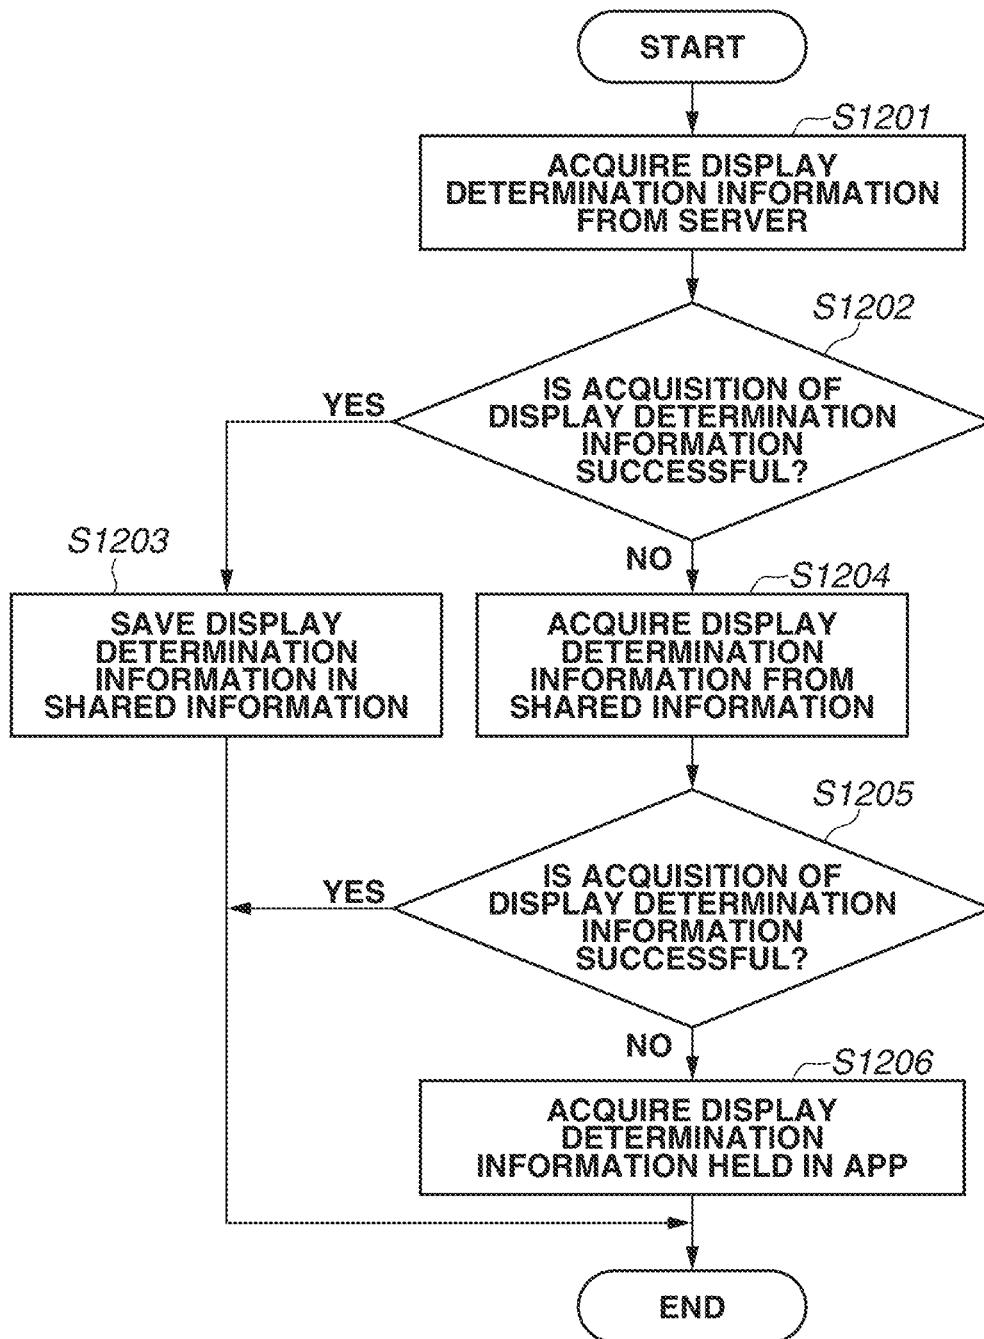 START
S1201
ACQUIRE DISPLAY
DETERMINATION INFORMATION
FROM SERVER
S1202
IS ACQUISITION OF
DISPLAY DETERMINATION
INFORMATION
SUCCESSFUL?
YES
NO
S1203
SAVE DISPLAY
DETERMINATION
INFORMATION IN
SHARED INFORMATION
S1204
ACQUIRE DISPLAY
DETERMINATION
INFORMATION FROM
SHARED INFORMATION
S1205
IS ACQUISITION OF
DISPLAY DETERMINATION
INFORMATION
SUCCESSFUL?
YES
NO
S1206
ACQUIRE DISPLAY
DETERMINATION
INFORMATION HELD IN APP
END